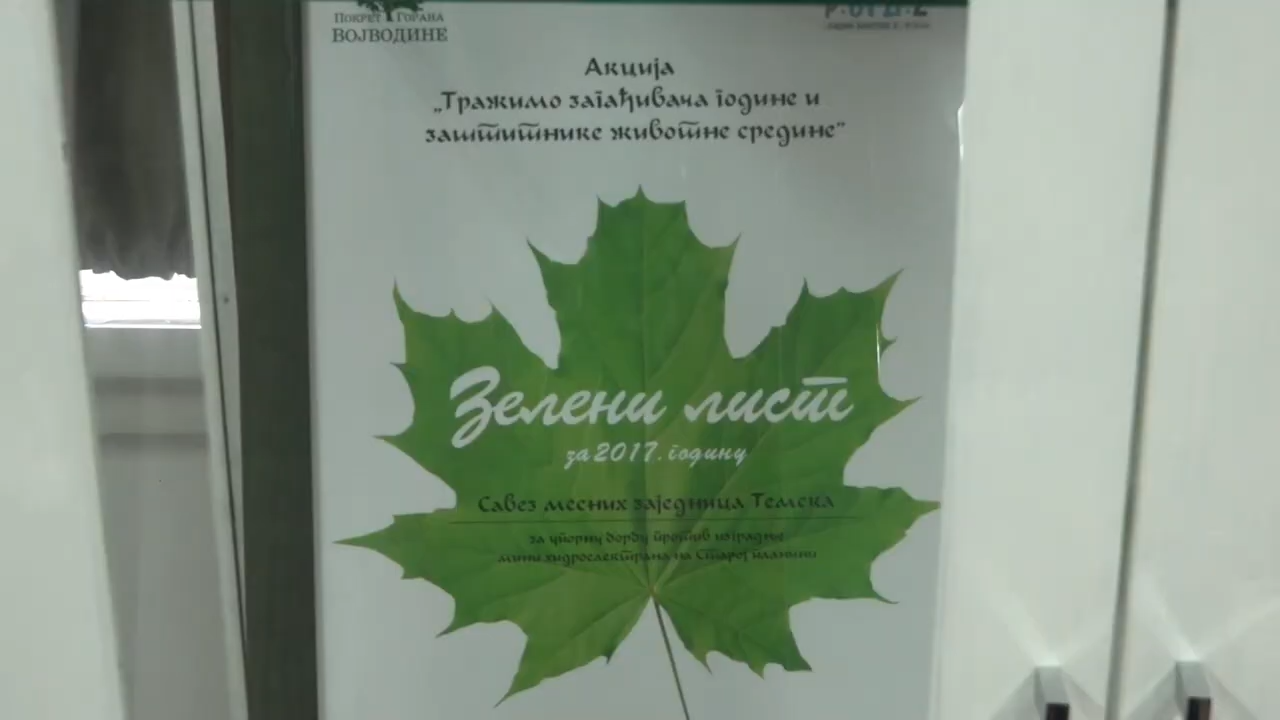 Покрет Горана
ВОЈВОДИНЕ
Акција
„Тражимо загађивача године и
заштитнике животне средине“
Зелени лист
за 2017. годину
Савез месних заједница Темска
за упорну борбу против изградње
мини хидроелектрана на Старој планини